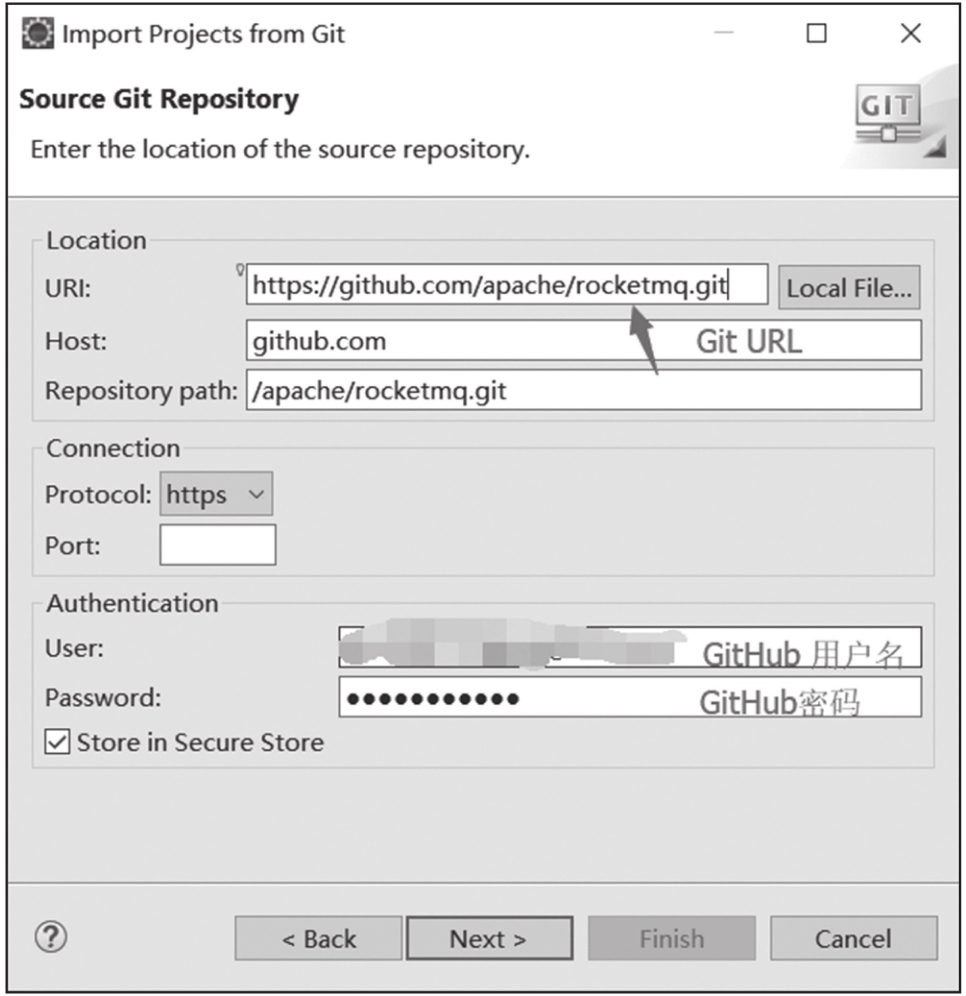 Import Projects from Git
Source Git Repository
Enter the location of the source repository.
GIT
Location
URI: https://github.com/apache/rocketmq.git Local File...
Host: github.com Git URL
Repository path: /apache/rocketmq.git
Connection
Protocol: https
Port:
Authentication
User: GitHub 用户名
Password: ●●●●●●●●●●● GitHub密码
Store in Secure Store
? < Back Next > Finish Cancel